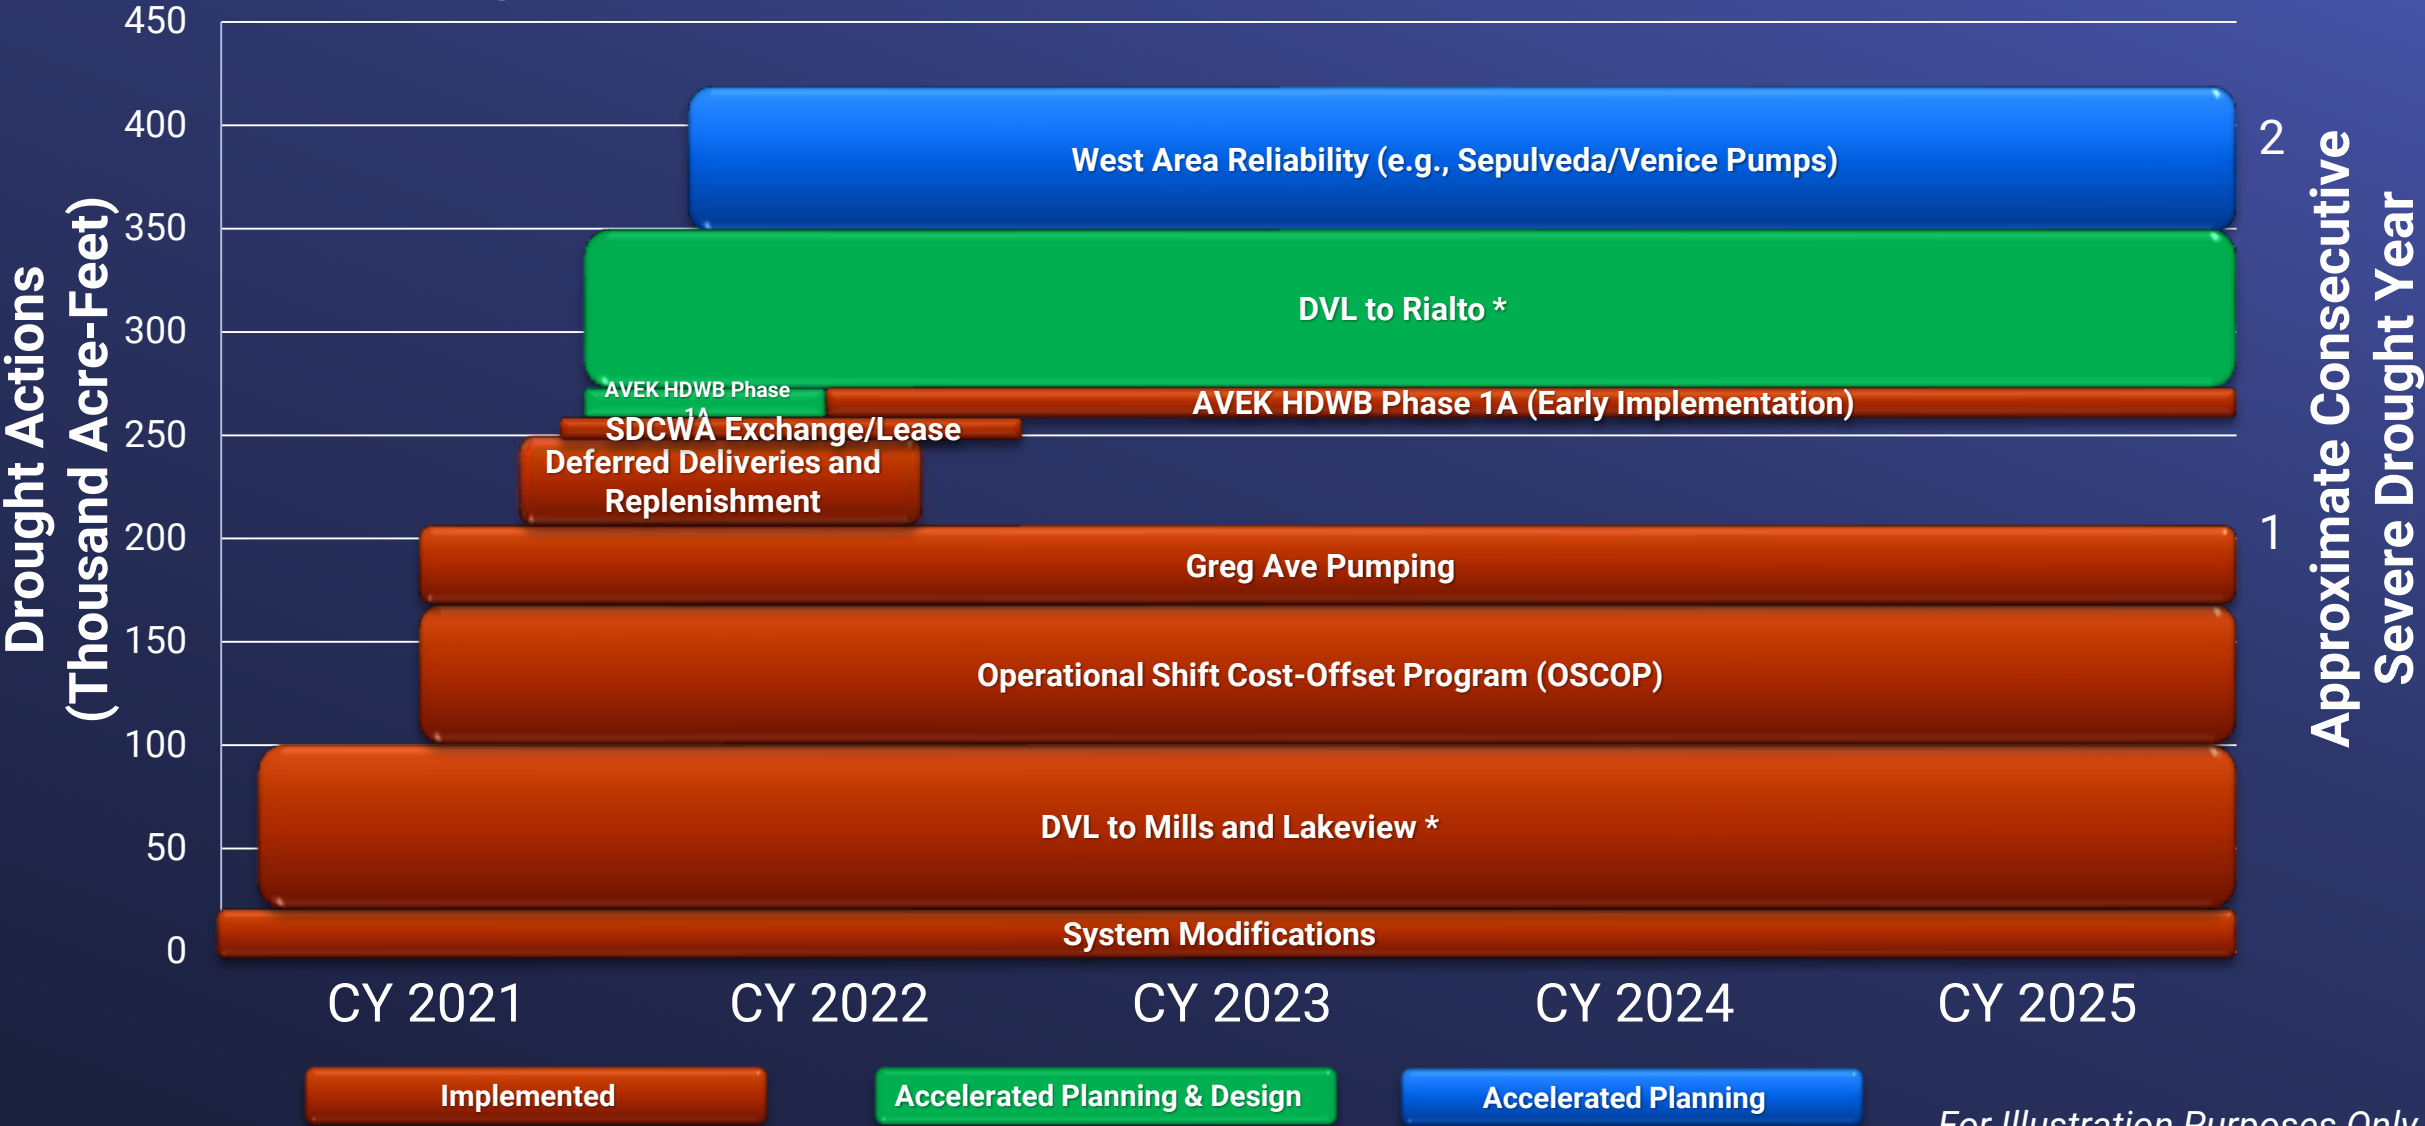 450
400
350
300
250
200
150
100
50
0
Drought Actions
(Thousand Acre-Feet)
West Area Reliability (e.g., Sepulveda/Venice Pumps)
DVL to Rialto *
AVEK HDWB Phase
1A
AVEK HDWB Phase 1A (Early Implementation)
SDCWA Exchange/Lease
Deferred Deliveries and
Replenishment
Greg Ave Pumping
Operational Shift Cost-Offset Program (OSCOP)
DVL to Mills and Lakeview *
System Modifications
2
1
Approximate Consecutive
Severe Drought Year
CY 2021
CY 2022
CY 2023
CY 2024
CY 2025
Implemented
Accelerated Planning & Design
Accelerated Planning
For Illustration Purposes Only